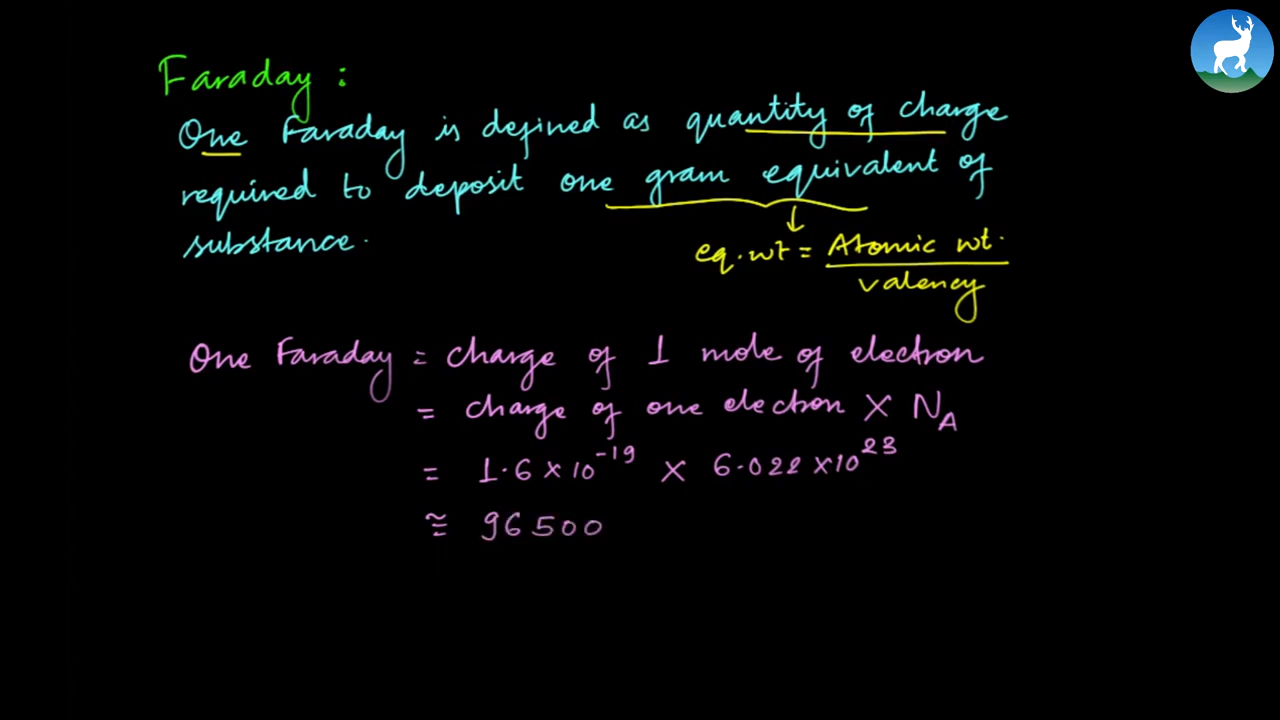 Faraday :
One Faraday is defined as quantity of charge
required to deposit one gram equivalent of
substance.
eq. wt = Atomic wt. / valency
One Faraday = charge of 1 mole of electron
= charge of one electron × N_A
= 1.6 × 10^-19 × 6.022 × 10^23
≅ 96500